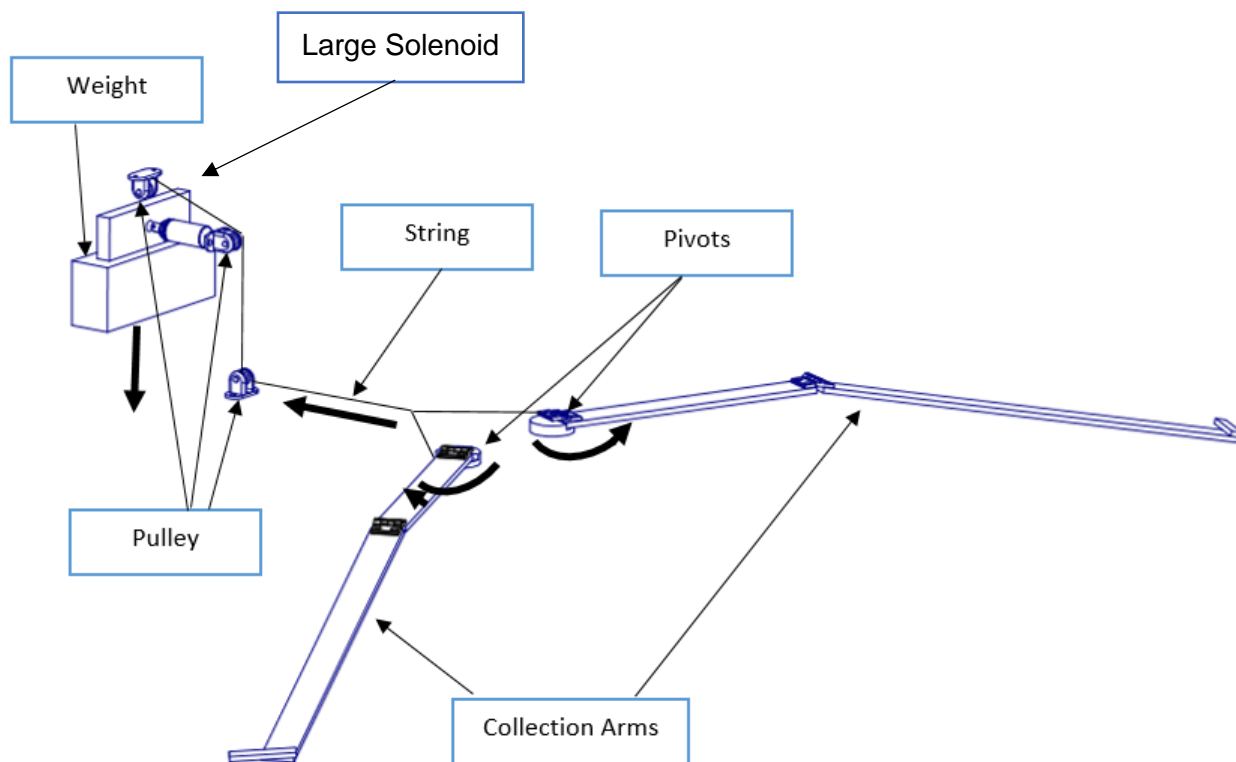 Large Solenoid
Weight
String
Pivots
Pulley
Collection Arms